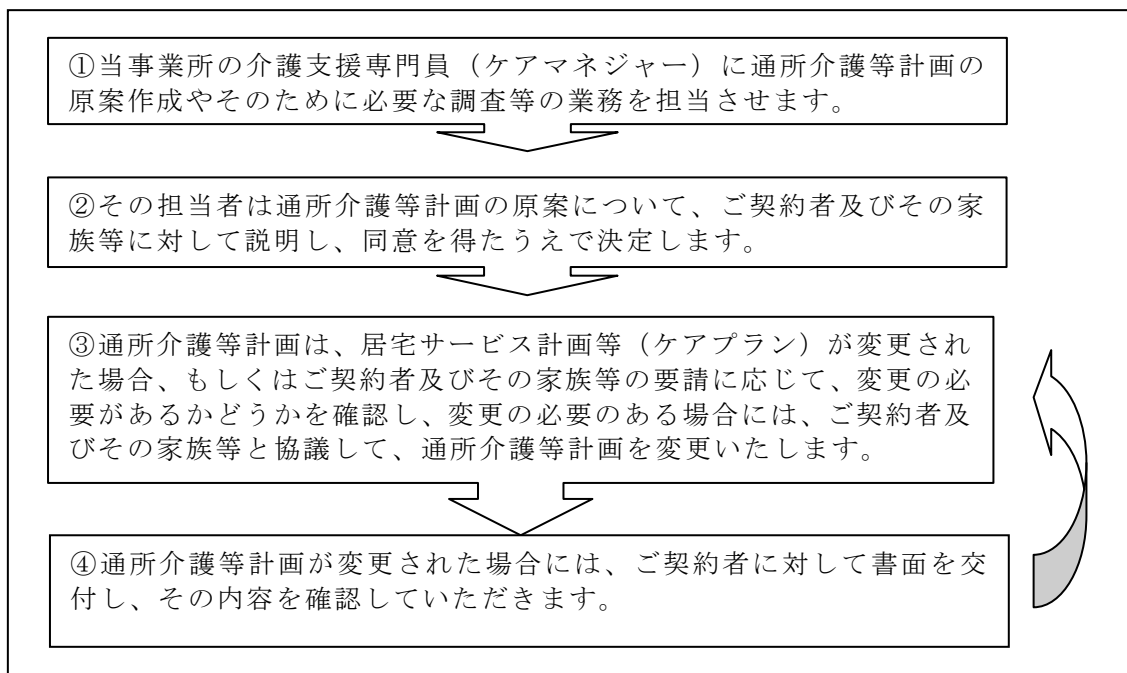 ①当事業所の介護支援専門員（ケアマネジャー）に通所介護等計画の
原案作成やそのために必要な調査等の業務を担当させます。
②その担当者は通所介護等計画の原案について、ご契約者及びその家
族等に対して説明し、同意を得たうえで決定します。
③通所介護等計画は、居宅サービス計画等（ケアプラン）が変更され
た場合、もしくはご契約者及びその家族等の要請に応じて、変更の必
要があるかどうかを確認し、変更の必要のある場合には、ご契約者及
びその家族等と協議して、通所介護等計画を変更いたします。
④通所介護等計画が変更された場合には、ご契約者に対して書面を交
付し、その内容を確認していただきます。